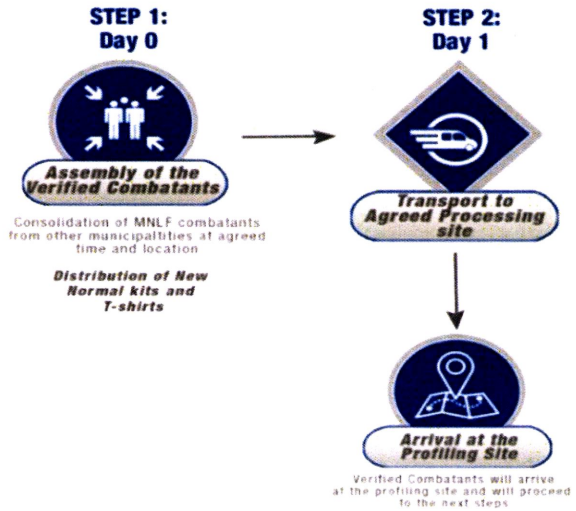 STEP 1:
Day 0
Assembly of the
Verified Combatants
Consolidation of MNLF combatants
from other municipaltities at agreed
time and location
Distribution of New
Normal kits and
T-shirts
STEP 2:
Day 1
Transport to
Agreed Processing
site
Arrival at the
Profiling Site
Verified Combatants will arrive
at the profiling site and will proceed
to the next steps